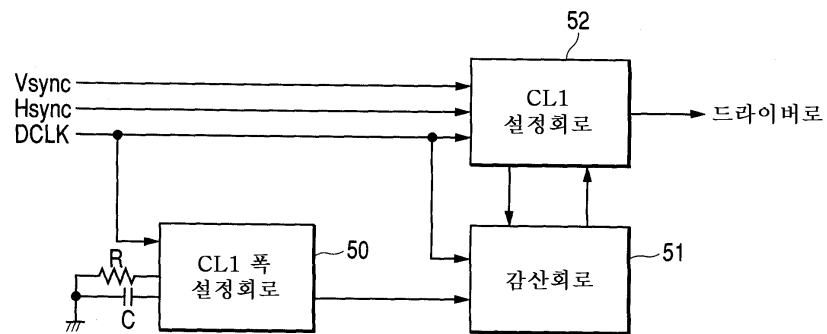 52
Vsync
Hsync
DCLK
CL1
설정회로
드라이버로
R
C
CL1 폭
설정회로
50
감산회로
51